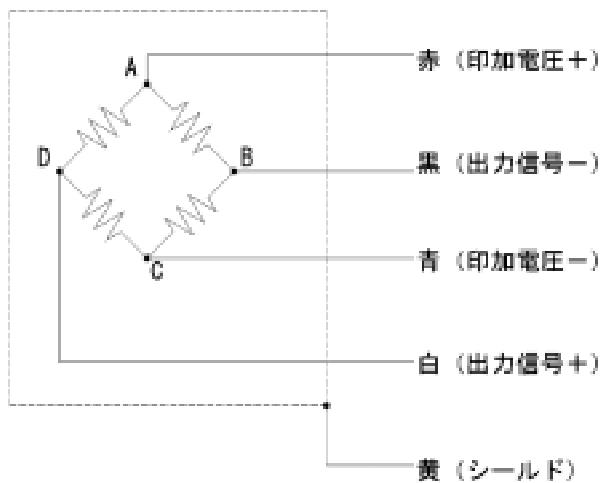 A
赤（印加電圧＋）
D
B
黒（出力信号－）
C
青（印加電圧－）
白（出力信号＋）
黄（シールド）